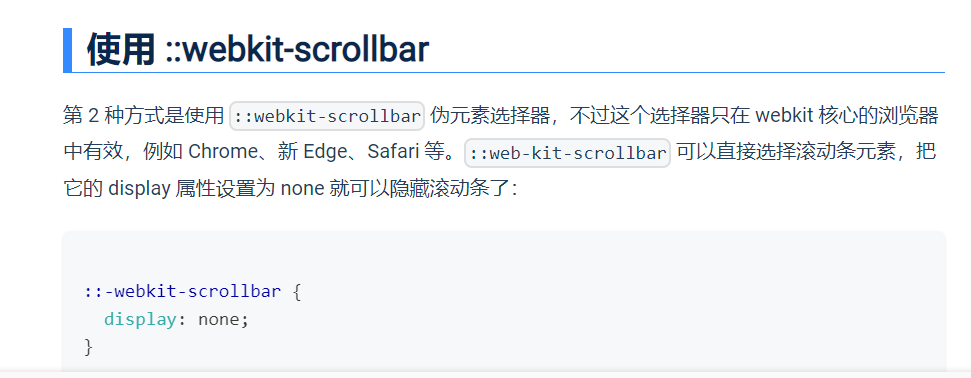 使用 ::webkit-scrollbar
第 2 种方式是使用 ::webkit-scrollbar 伪元素选择器，不过这个选择器只在 webkit 核心的浏览器
中有效，例如 Chrome、新 Edge、Safari 等。::web-kit-scrollbar 可以直接选择滚动条元素，把
它的 display 属性设置为 none 就可以隐藏滚动条了：
::-webkit-scrollbar {
  display: none;
}